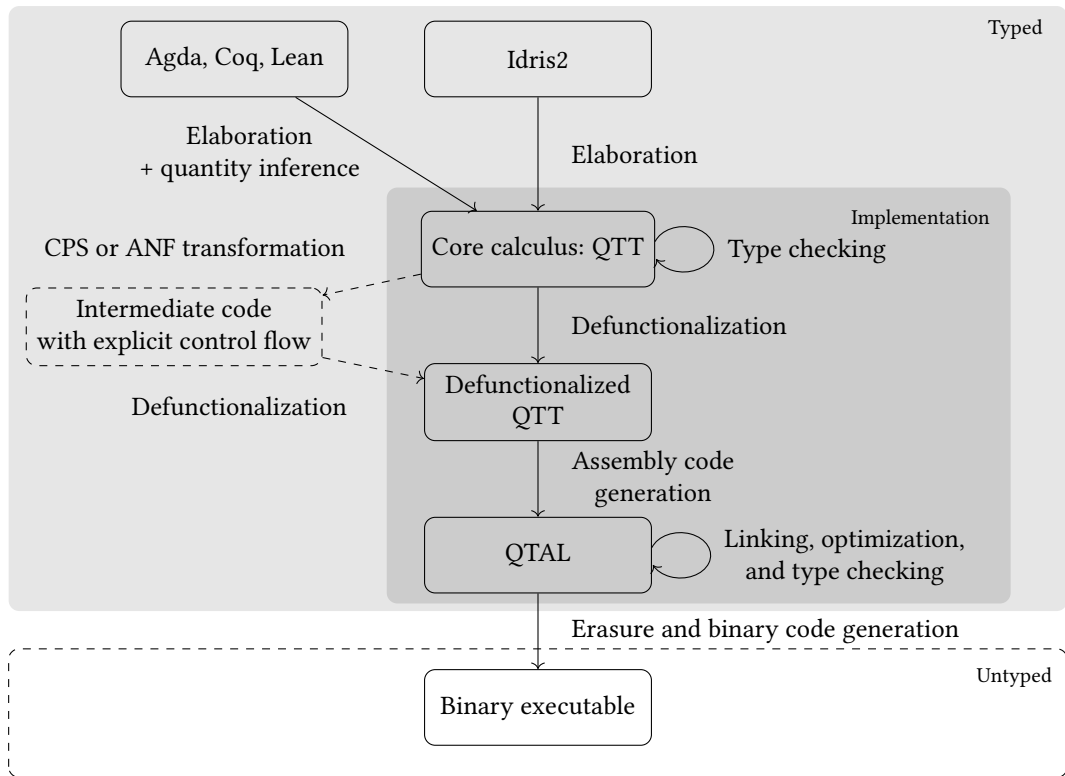 Typed
Agda, Coq, Lean
Idris2
Elaboration
+ quantity inference
Elaboration
Implementation
CPS or ANF transformation
Core calculus: QTT
Type checking
Intermediate code
with explicit control flow
Defunctionalization
Defunctionalized
QTT
Defunctionalization
Assembly code
generation
QTAL
Linking, optimization,
and type checking
Erasure and binary code generation
Untyped
Binary executable